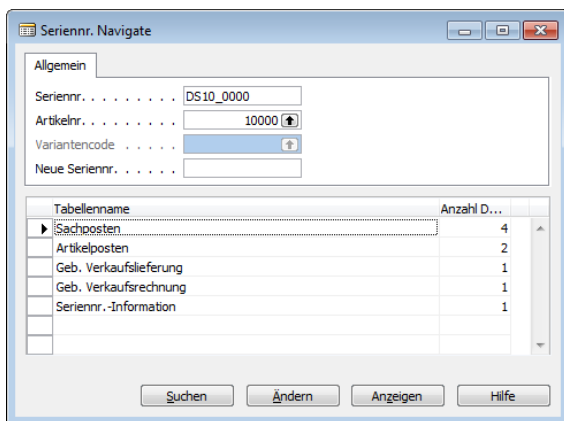 Seriennr. Navigate
Allgemein
Seriennr. . . . . . . . . . DS10_0000
Artikelnr. . . . . . . . . . 10000
Variantencode . . . . .
Neue Seriennr. . . . . .
Tabellenname Anzahl D...
Sachposten 4
Artikelposten 2
Geb. Verkaufslieferung 1
Geb. Verkaufsrechnung 1
Seriennr.-Information 1
Suchen Ändern Anzeigen Hilfe